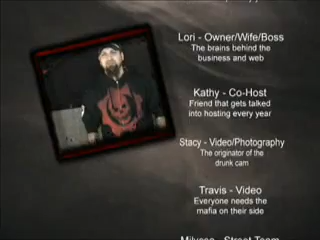 Lori - Owner/Wife/Boss
The brains behind the
business and web
Kathy - Co-Host
Friend that gets talked
into hosting every year
Stacy - Video/Photography
The originator of the
drunk cam
Travis - Video
Everyone needs the
mafia on their side